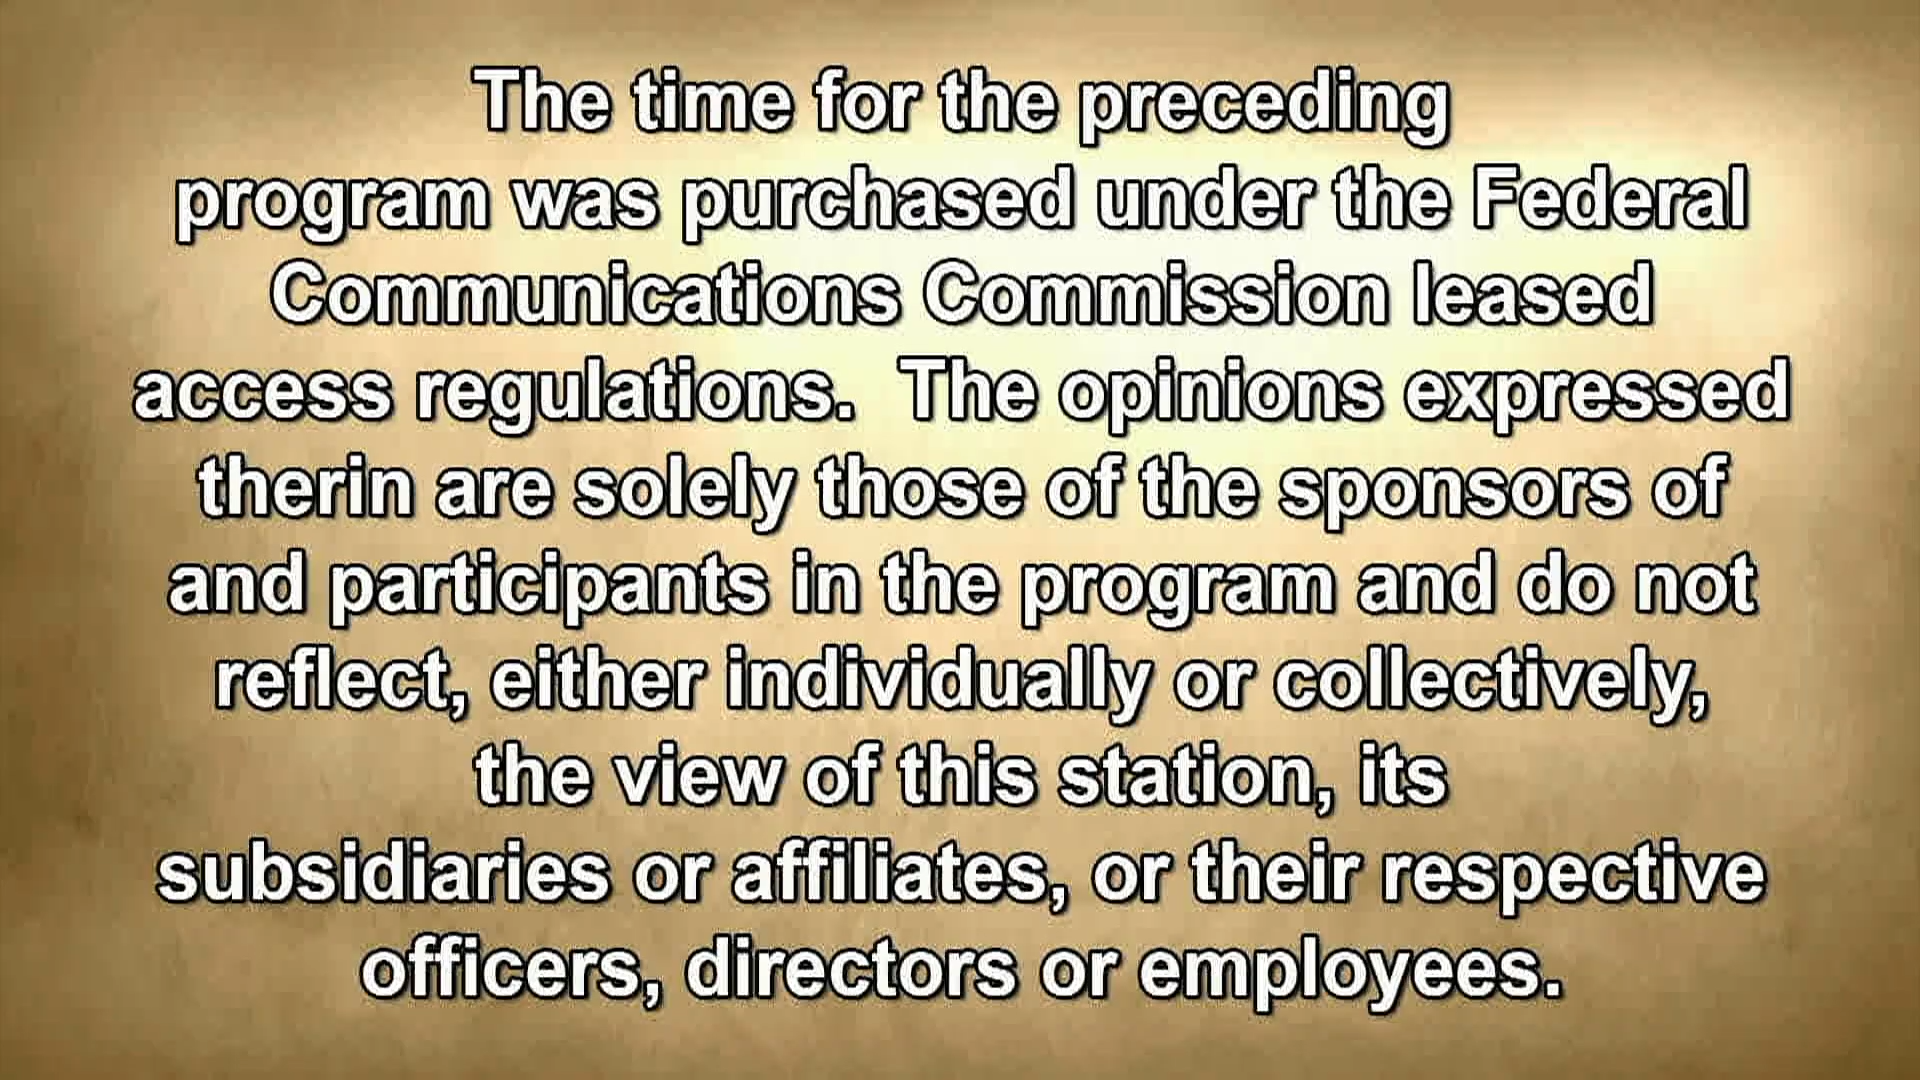 The time for the preceding
program was purchased under the Federal
Communications Commission leased
access regulations.  The opinions expressed
therin are solely those of the sponsors of
and participants in the program and do not
reflect, either individually or collectively,
the view of this station, its
subsidiaries or affiliates, or their respective
officers, directors or employees.